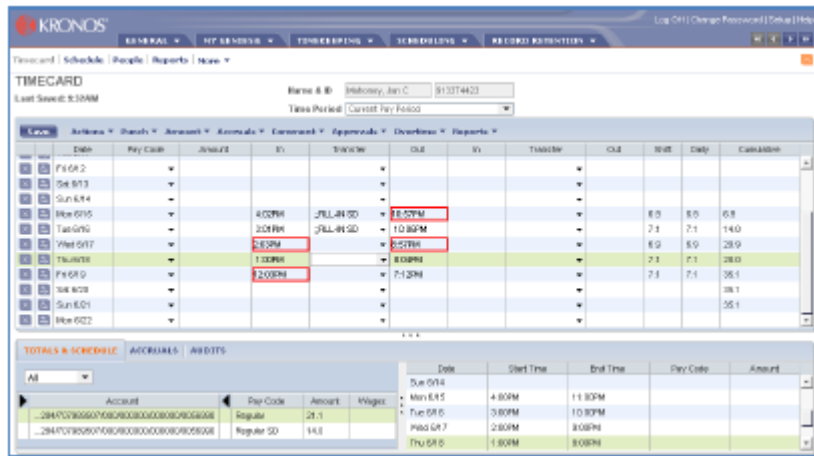 KRONOS
Log Off | Change Password | Setup | Help
GENERAL MY GENESIS TIMEKEEPING SCHEDULING RECORD RETENTION
Timecard | Schedule | People | Reports | More
TIMECARD
Last Saved: 9:32AM
Name & ID Mahoney, Jan C 913374423
Time Period Current Pay Period
Save Actions Punch Amount Accruals Comment Approvals Overtime Reports
Date Pay Code Amount In Transfer Out In Transfer Out Shift Daily Cumulative
Fri 6/12
Sat 6/13
Sun 6/14
Mon 6/15 4:02PM ;FILL-IN SD 10:57PM 6.9 6.9 6.9
Tue 6/16 3:01PM ;FILL-IN SD 10:06PM 7.1 7.1 14.0
Wed 6/17 2:03PM 8:57PM 6.9 6.9 20.9
Thu 6/18 1:00PM 8:06PM 7.1 7.1 28.0
Fri 6/19 12:00PM 7:12PM 7.1 7.1 35.1
Sat 6/20 35.1
Sun 6/21 35.1
Mon 6/22
TOTALS & SCHEDULE ACCRUALS AUDITS
All
Account Pay Code Amount Wages
Regular 21.1
Regular SD 14.0
Date Start Time End Time Pay Code Amount
Sun 6/14
Mon 6/15 4:00PM 11:00PM
Tue 6/16 3:00PM 10:00PM
Wed 6/17 2:00PM 9:00PM
Thu 6/18 1:00PM 8:00PM